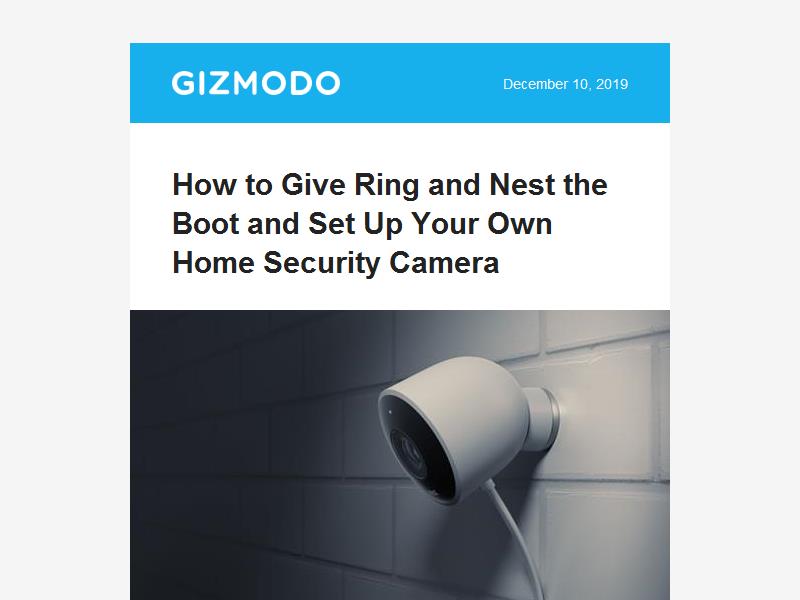 GIZMODO
December 10, 2019
How to Give Ring and Nest the
Boot and Set Up Your Own
Home Security Camera